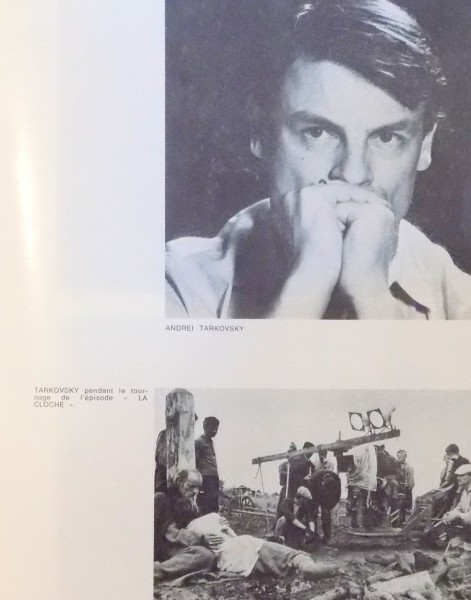 ANDREI TARKOVSKY
TARKOVSKY pendant le tour-
nage de l'épisode « LA
CLOCHE ».